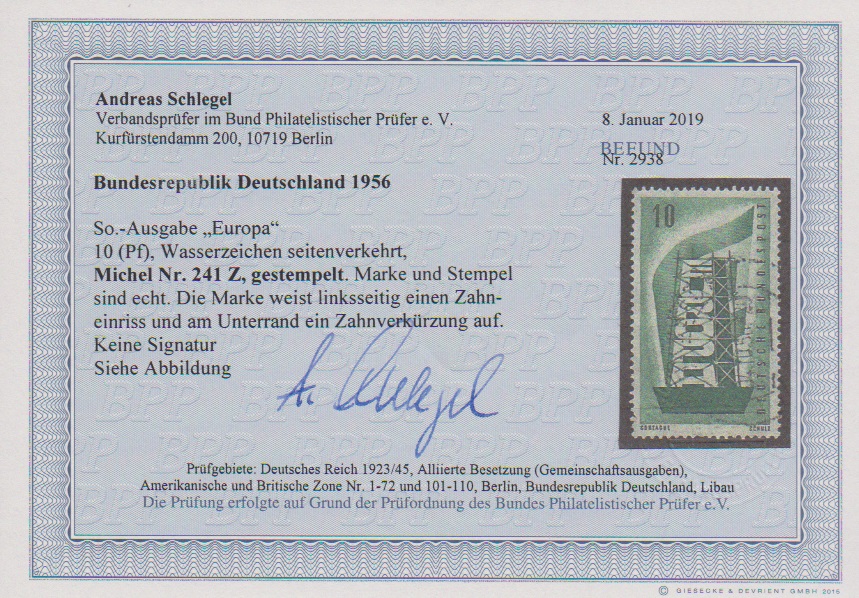 Andreas Schlegel
Verbandsprüfer im Bund Philatelistischer Prüfer e. V.
Kurfürstendamm 200, 10719 Berlin
8. Januar 2019
BEFUND
Nr. 2938
Bundesrepublik Deutschland 1956
So.-Ausgabe „Europa“
10 (Pf), Wasserzeichen seitenverkehrt,
Michel Nr. 241 Z, gestempelt. Marke und Stempel
sind echt. Die Marke weist linksseitig einen Zahn-
einriss und am Unterrand ein Zahnverkürzung auf.
Keine Signatur
Siehe Abbildung
A. Schlegel
10
EUROPA
DEUTSCHE BUNDESPOST
GONZAGUE
SCHULZ
Prüfgebiete: Deutsches Reich 1923/45, Alliierte Besetzung (Gemeinschaftsausgaben),
Amerikanische und Britische Zone Nr. 1-72 und 101-110, Berlin, Bundesrepublik Deutschland, Libau
Die Prüfung erfolgte auf Grund der Prüfordnung des Bundes Philatelistischer Prüfer e.V.
© GIESECKE & DEVRIENT GMBH 2015